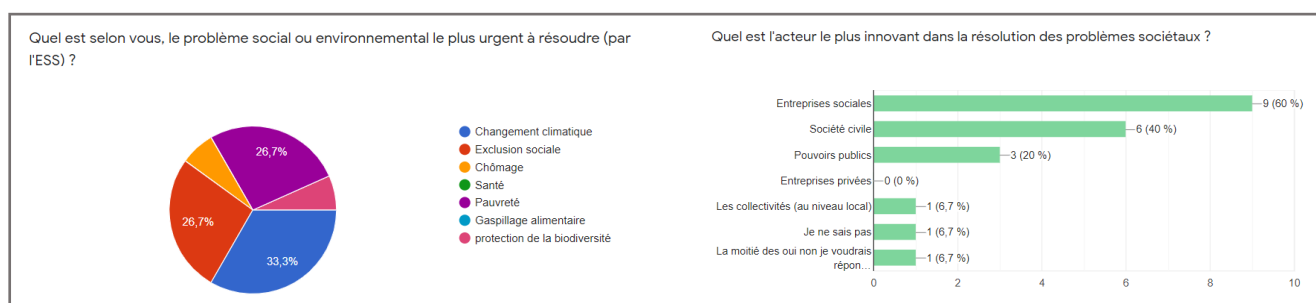 Quel est selon vous, le problème social ou environnemental le plus urgent à résoudre (par
l'ESS) ?
26,7%
26,7%
33,3%
Changement climatique
Exclusion sociale
Chômage
Santé
Pauvreté
Gaspillage alimentaire
protection de la biodiversité
Quel est l'acteur le plus innovant dans la résolution des problèmes sociétaux ?
Entreprises sociales 9 (60 %)
Société civile 6 (40 %)
Pouvoirs publics 3 (20 %)
Entreprises privées 0 (0 %)
Les collectivités (au niveau local) 1 (6,7 %)
Je ne sais pas 1 (6,7 %)
La moitié des oui non je voudrais
répon… 1 (6,7 %)
0 2 4 6 8 10